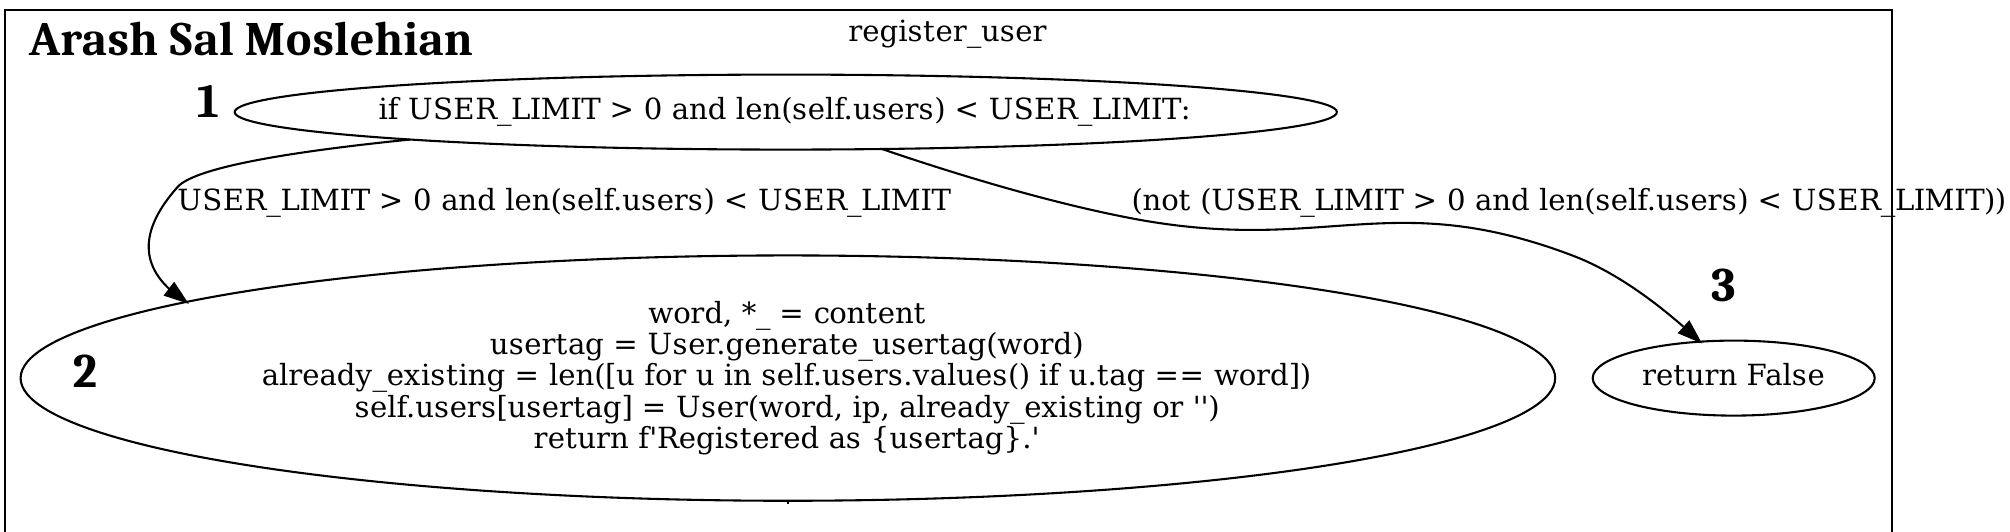 Arash Sal Moslehian
register_user
1
if USER_LIMIT > 0 and len(self.users) < USER_LIMIT:
USER_LIMIT > 0 and len(self.users) < USER_LIMIT
(not (USER_LIMIT > 0 and len(self.users) < USER_LIMIT))
2
word, *_ = content
usertag = User.generate_usertag(word)
already_existing = len([u for u in self.users.values() if u.tag == word])
self.users[usertag] = User(word, ip, already_existing or '')
return f'Registered as {usertag}.'
3
return False